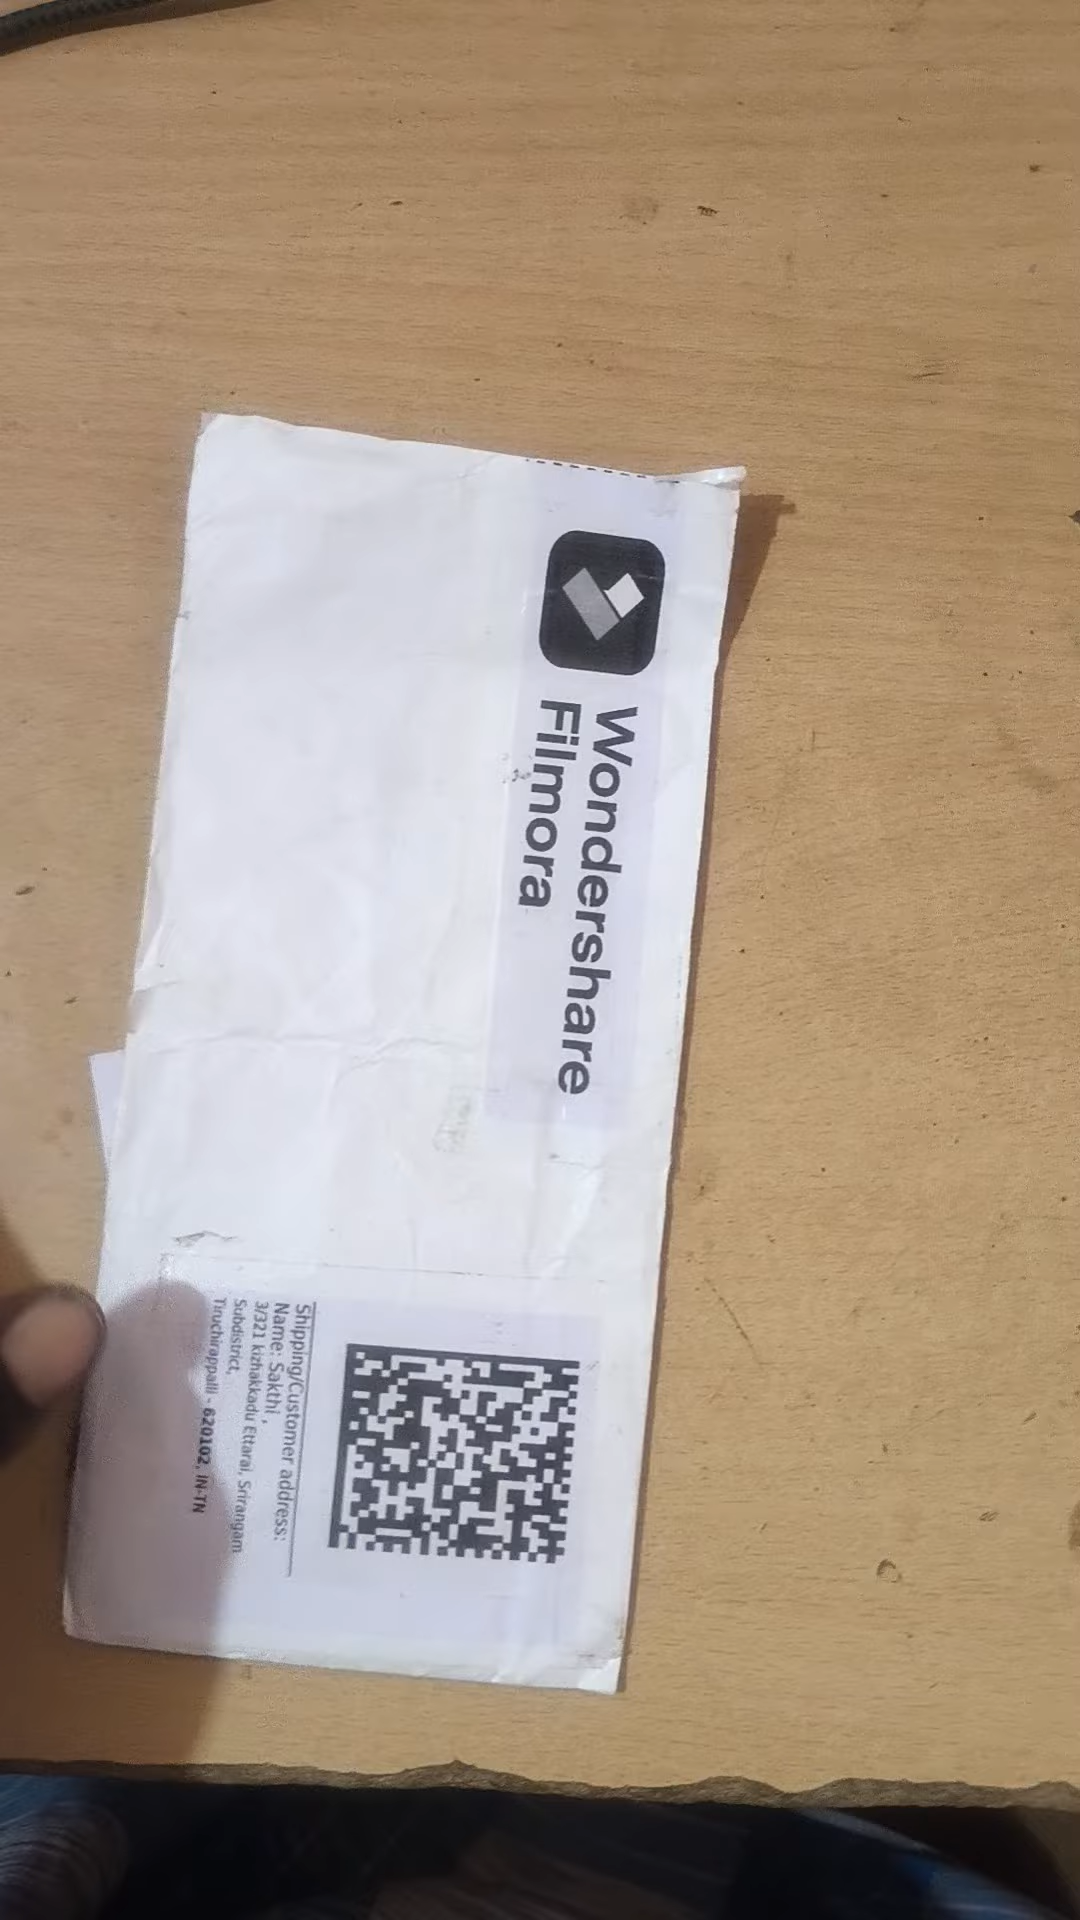 Wondershare
Filmora
Shipping/Customer address:
Name: Sakthi ,
3/321 kizhakkadu Ettarai, Srirangam
Subdistrict,
Tiruchirappalli - 620102, IN-TN